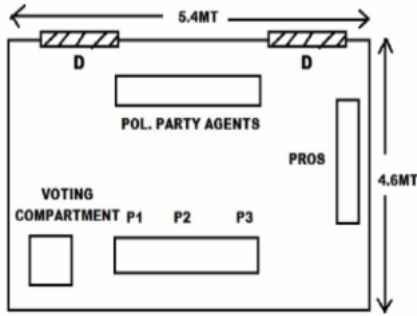 5.4MT
D
D
POL. PARTY AGENTS
PROS
4.6MT
VOTING
COMPARTMENT
P1
P2
P3